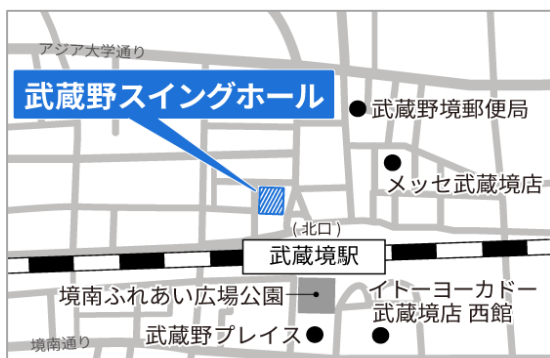 アジア大学通り
武蔵野スイングホール
武蔵野境郵便局
メッセ武蔵境店
(北口)
武蔵境駅
境南ふれあい広場公園
イトーヨーカドー
武蔵境店 西館
武蔵野プレイス
境南通り